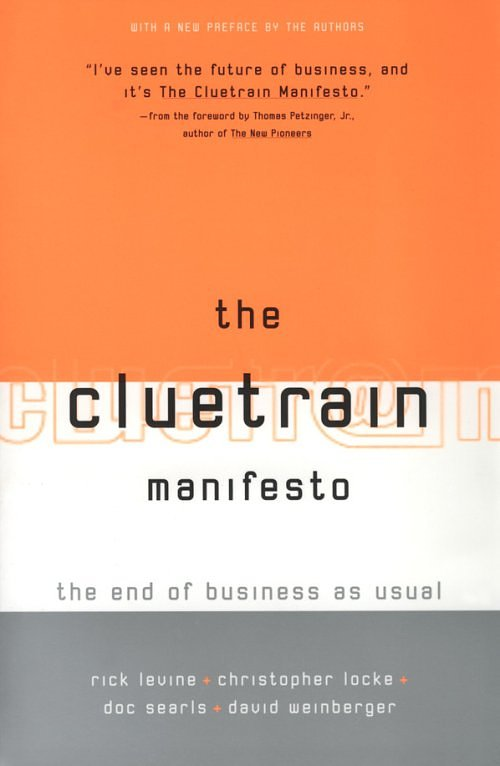 WITH A NEW PREFACE BY THE AUTHORS
“I’ve seen the future of business, and
it’s The Cluetrain Manifesto.”
—from the foreword by Thomas Petzinger, Jr.,
author of The New Pioneers
the
cluetr@in
cluetrain
manifesto
the end of business as usual
rick levine + christopher locke +
doc searls + david weinberger